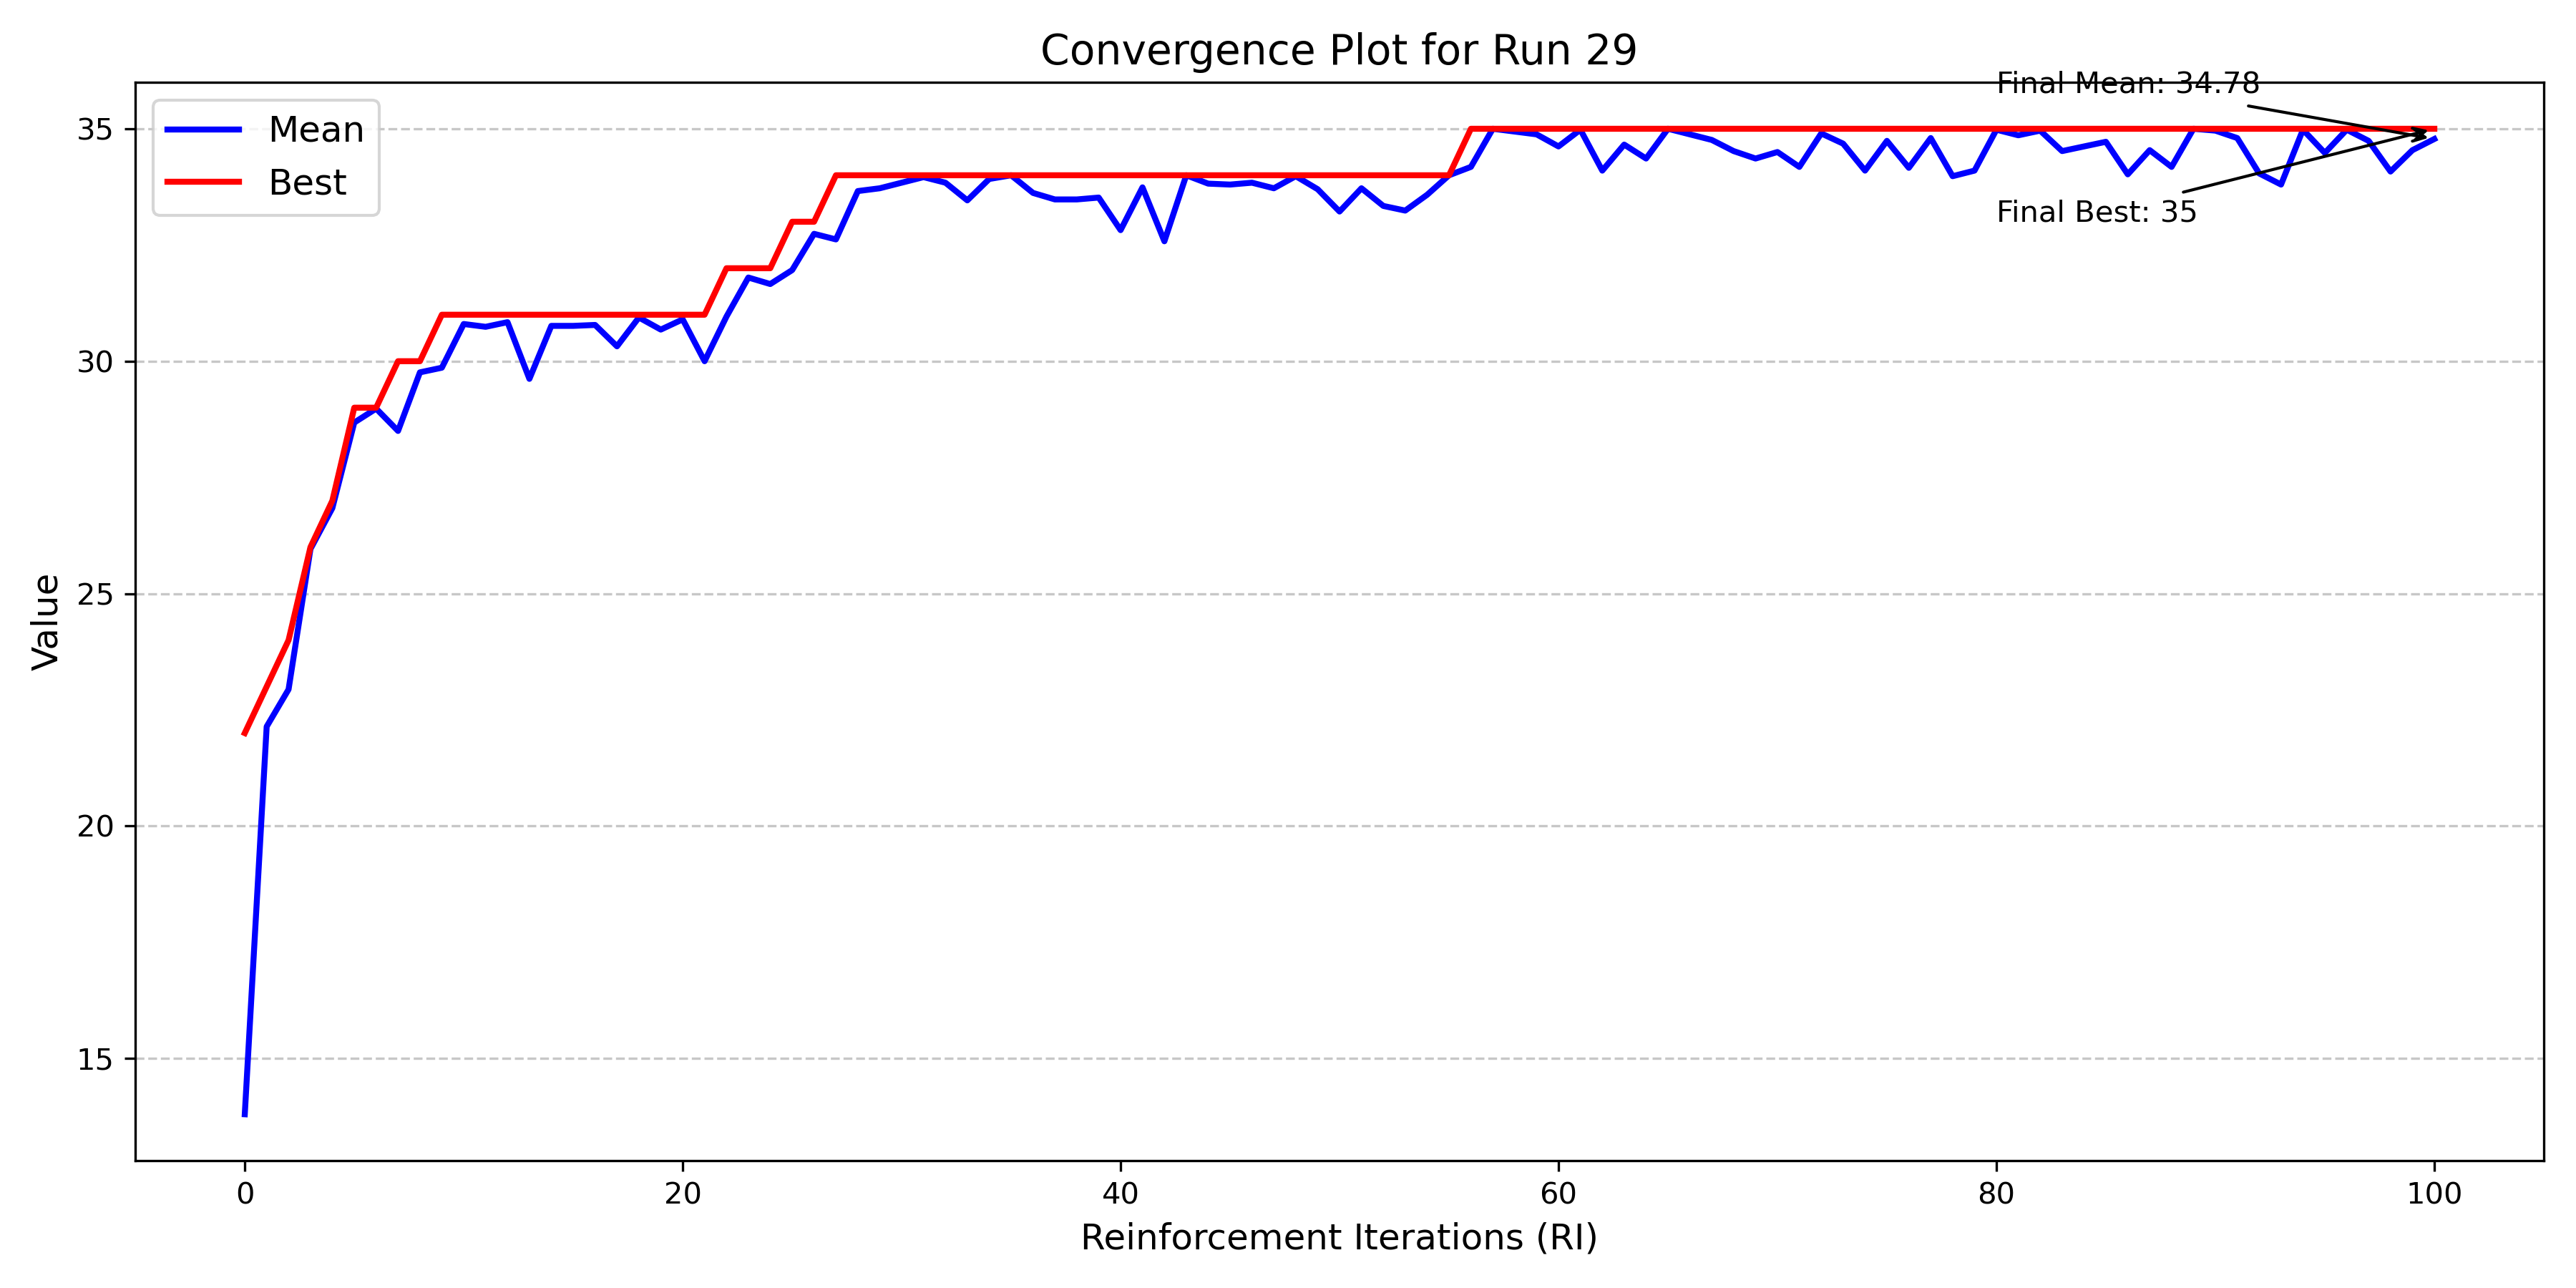 Convergence Plot for Run 29
Final Mean: 34.78
Mean
Best
Final Best: 35
35
30
25
20
15
Value
0
20
40
60
80
100
Reinforcement Iterations (RI)